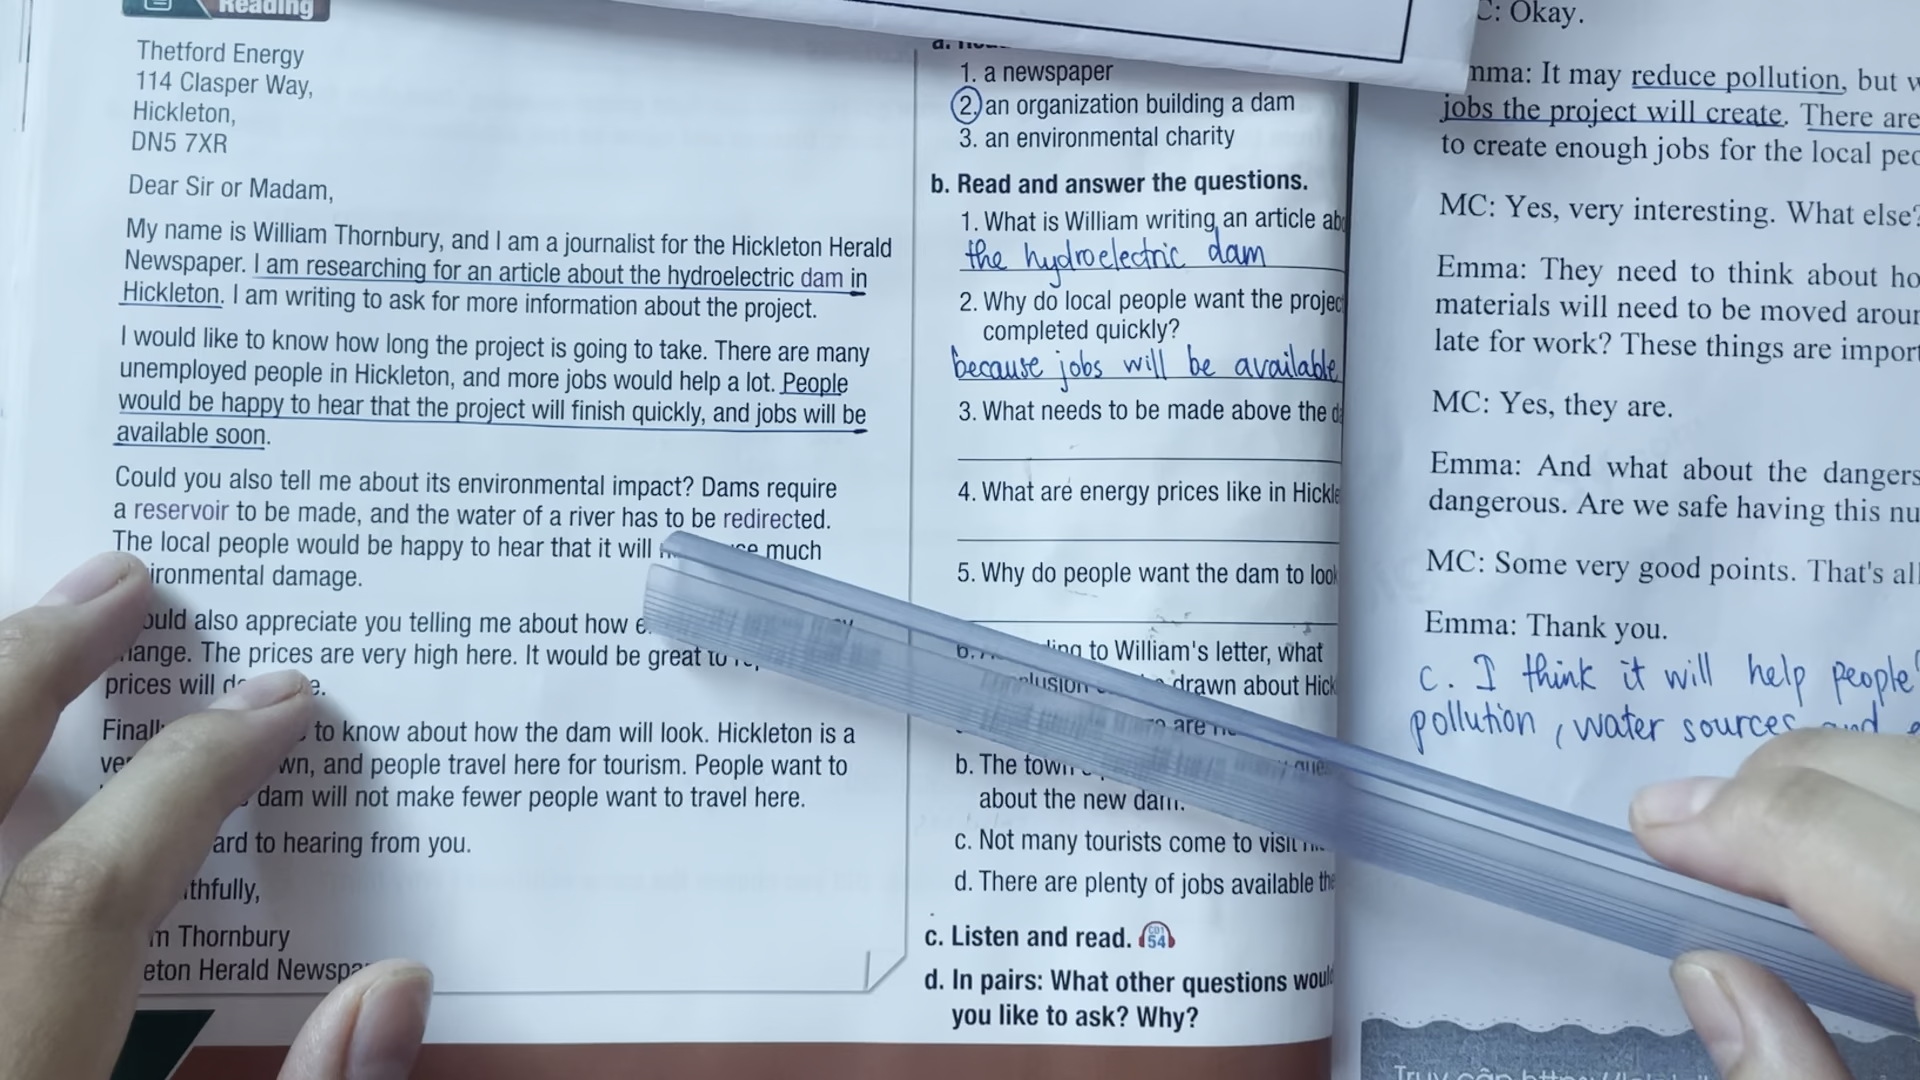 Reading
Thetford Energy
114 Clasper Way,
Hickleton,
DN5 7XR
Dear Sir or Madam,
My name is William Thornbury, and I am a journalist for the Hickleton Herald
Newspaper. I am researching for an article about the hydroelectric dam in
Hickleton. I am writing to ask for more information about the project.
I would like to know how long the project is going to take. There are many
unemployed people in Hickleton, and more jobs would help a lot. People
would be happy to hear that the project will finish quickly, and jobs will be
available soon.
Could you also tell me about its environmental impact? Dams require
a reservoir to be made, and the water of a river has to be redirected.
The local people would be happy to hear that it will much
ironmental damage.
ould also appreciate you telling me about how
hange. The prices are very high here. It would be great to
prices will
to know about how the dam will look. Hickleton is a
wn, and people travel here for tourism. People want to
dam will not make fewer people want to travel here.
ard to hearing from you.
thfully,
m Thornbury
eton Herald
a.
1. a newspaper
2. an organization building a dam
3. an environmental charity
b. Read and answer the questions.
1. What is William writing an article
the hydroelectric dam
2. Why do local people want the
completed quickly?
because jobs will be available
3. What needs to be made above the
4. What are energy prices like in
5. Why do people want the dam to
to William's letter, what
drawn about
are
b. The
about the new dam.
c. Not many tourists come to visit
d. There are plenty of jobs available
c. Listen and read. CD1 54
d. In pairs: What other questions would
you like to ask? Why?
C: Okay.
mma: It may reduce pollution, but
jobs the project will create. There are
to create enough jobs for the local
MC: Yes, very interesting. What else?
Emma: They need to think about
materials will need to be moved
late for work? These things are
MC: Yes, they are.
Emma: And what about the dangers
dangerous. Are we safe having this
MC: Some very good points. That's
Emma: Thank you.
c. I think it will help people
pollution, water sources and
Truy cập